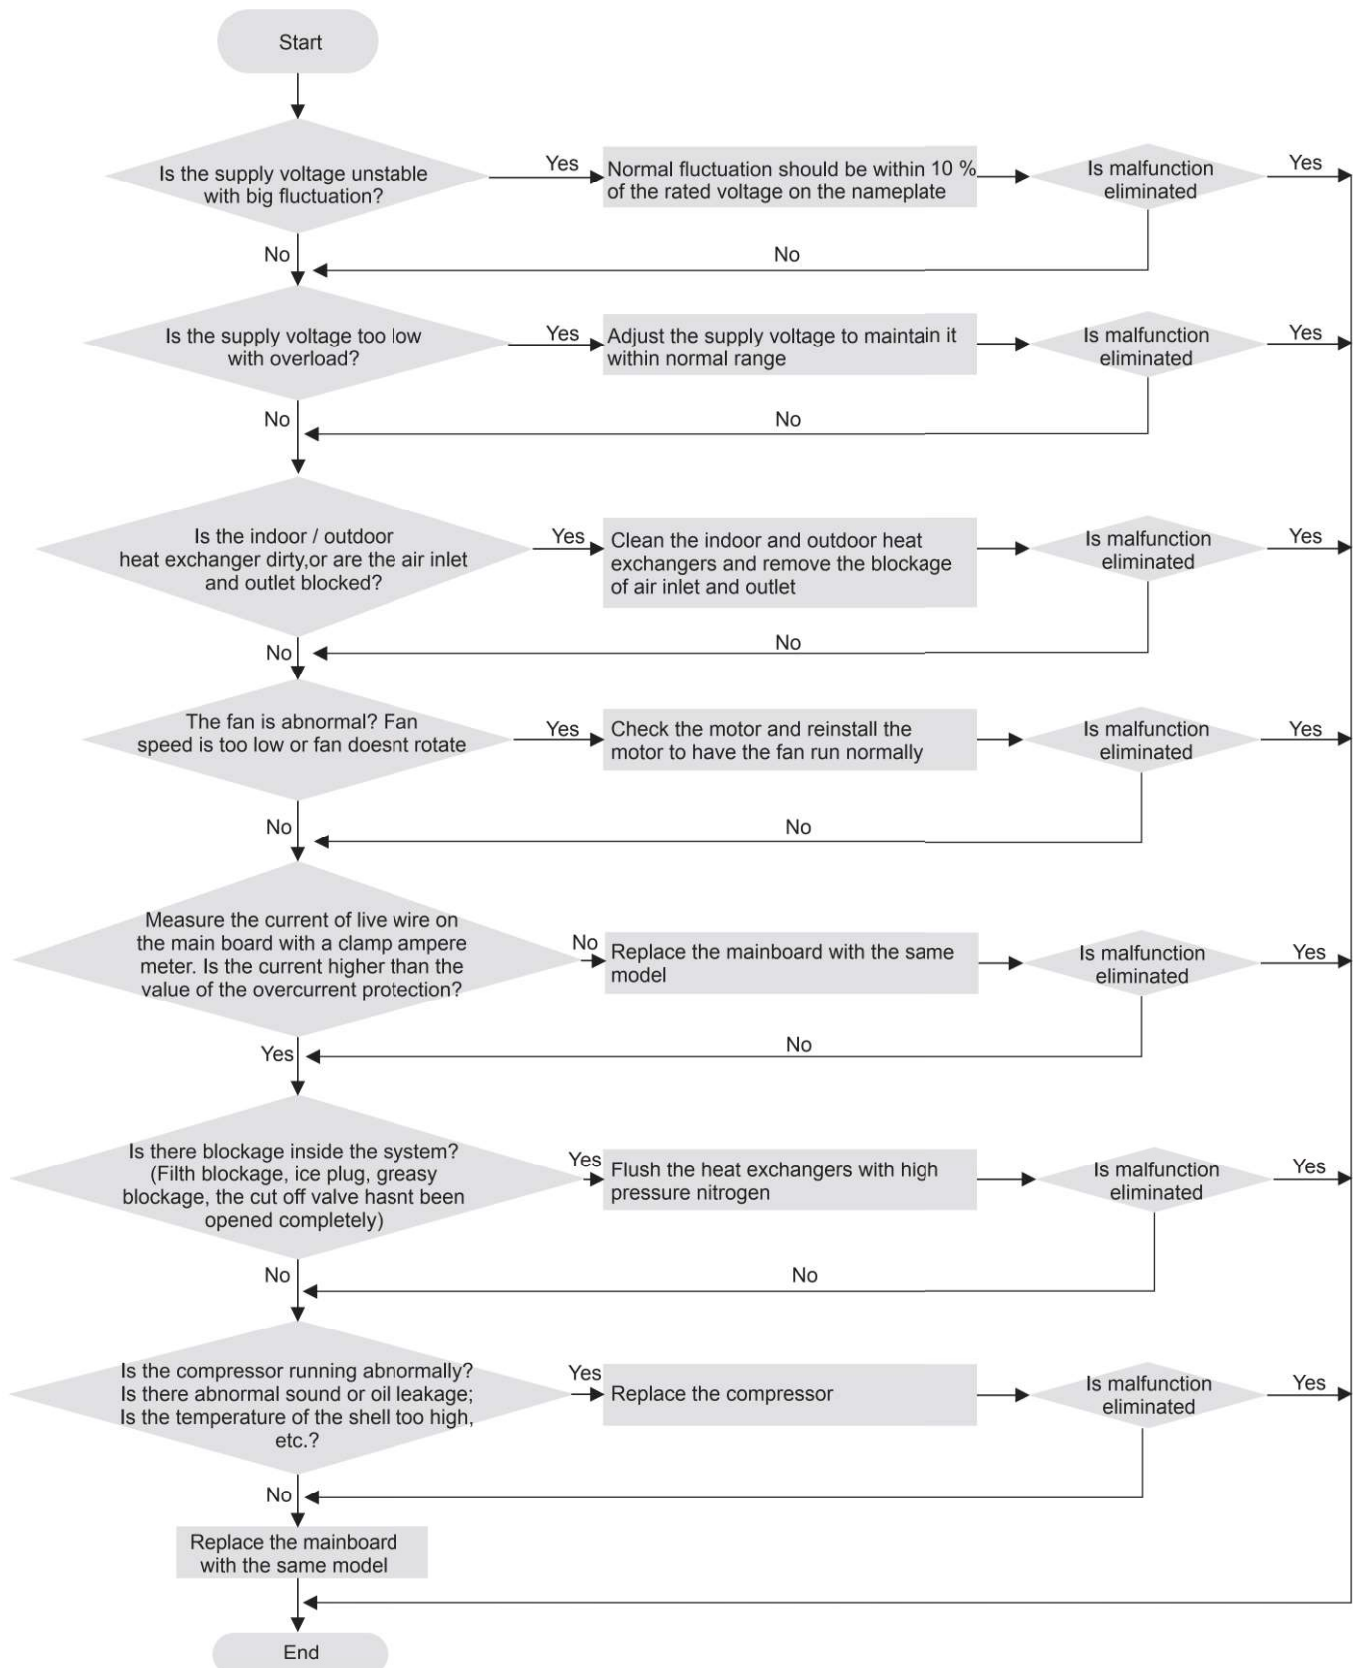 Start
Is the supply voltage unstable
with big fluctuation?
Yes
Normal fluctuation should be within 10 %
of the rated voltage on the nameplate
Is malfunction
eliminated
Yes
No
No
Is the supply voltage too low
with overload?
Yes
Adjust the supply voltage to maintain it
within normal range
Is malfunction
eliminated
Yes
No
No
Is the indoor / outdoor
heat exchanger dirty,or are the air inlet
and outlet blocked?
Yes
Clean the indoor and outdoor heat
exchangers and remove the blockage
of air inlet and outlet
Is malfunction
eliminated
Yes
No
No
The fan is abnormal? Fan
speed is too low or fan doesnt rotate
Yes
Check the motor and reinstall the
motor to have the fan run normally
Is malfunction
eliminated
Yes
No
No
Measure the current of live wire on
the main board with a clamp ampere
meter. Is the current higher than the
value of the overcurrent protection?
No
Replace the mainboard with the same
model
Is malfunction
eliminated
Yes
No
Yes
Is there blockage inside the system?
(Filth blockage, ice plug, greasy
blockage, the cut off valve hasnt been
opened completely)
Yes
Flush the heat exchangers with high
pressure nitrogen
Is malfunction
eliminated
Yes
No
No
Is the compressor running abnormally?
Is there abnormal sound or oil leakage;
Is the temperature of the shell too high,
etc.?
Yes
Replace the compressor
Is malfunction
eliminated
Yes
No
Replace the mainboard
with the same model
End